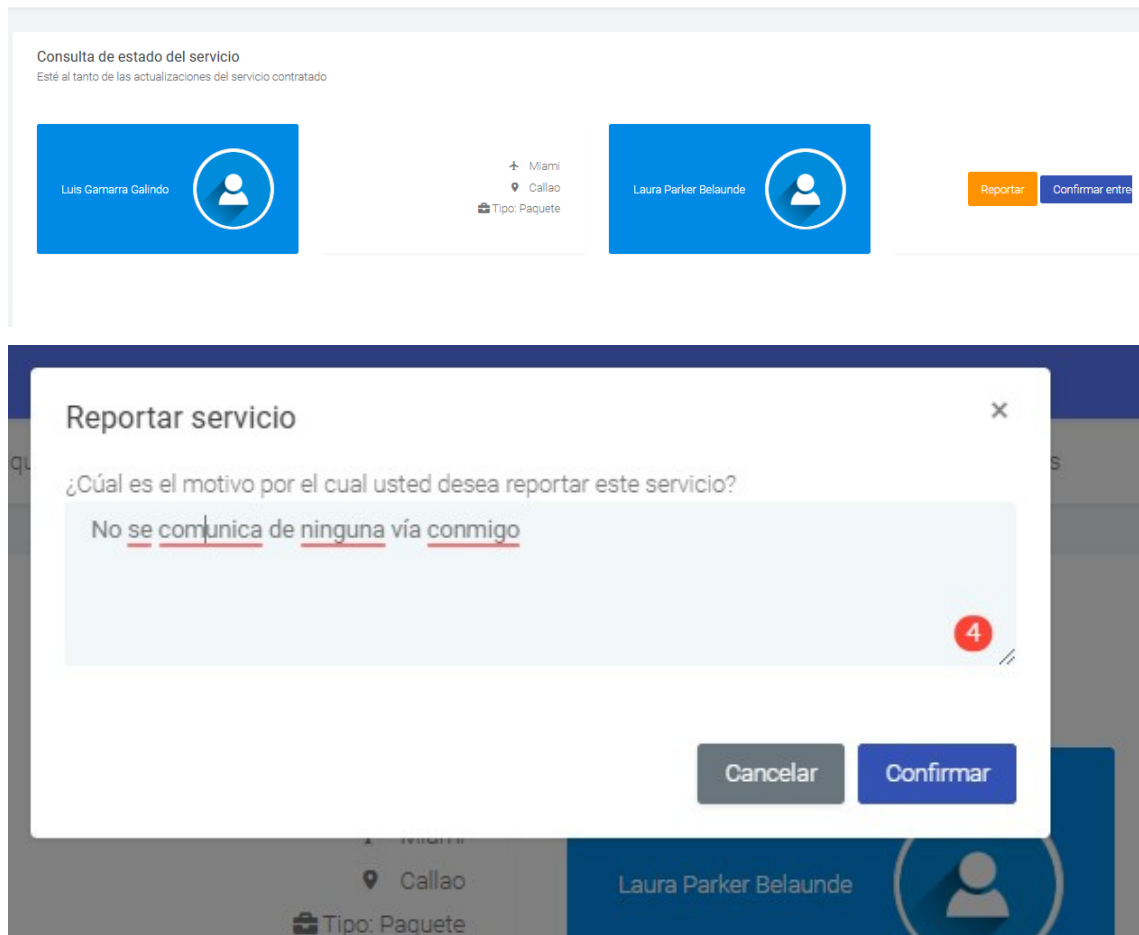 Consulta de estado del servicio
Esté al tanto de las actualizaciones del servicio contratado
Luis Gamarra Galindo
Miami
Callao
Tipo: Paquete
Laura Parker Belaunde
Reportar
Confirmar entre
Reportar servicio
×
qu
s
¿Cúal es el motivo por el cual usted desea reportar este servicio?
No se comunica de ninguna vía conmigo
4
Cancelar
Confirmar
Miami
Callao
Laura Parker Belaunde
Tipo: Paquete